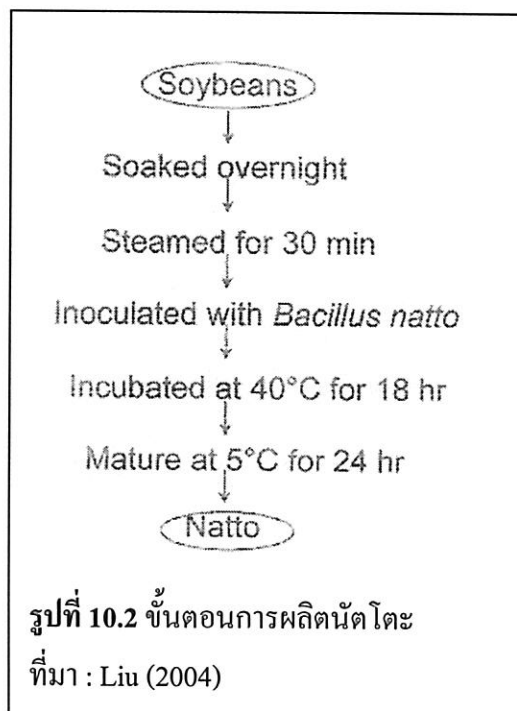 Soybeans
Soaked overnight
Steamed for 30 min
Inoculated with Bacillus natto
Incubated at 40°C for 18 hr
Mature at 5°C for 24 hr
Natto
รูปที่ 10.2 ขั้นตอนการผลิตนัตโตะ
ที่มา : Liu (2004)